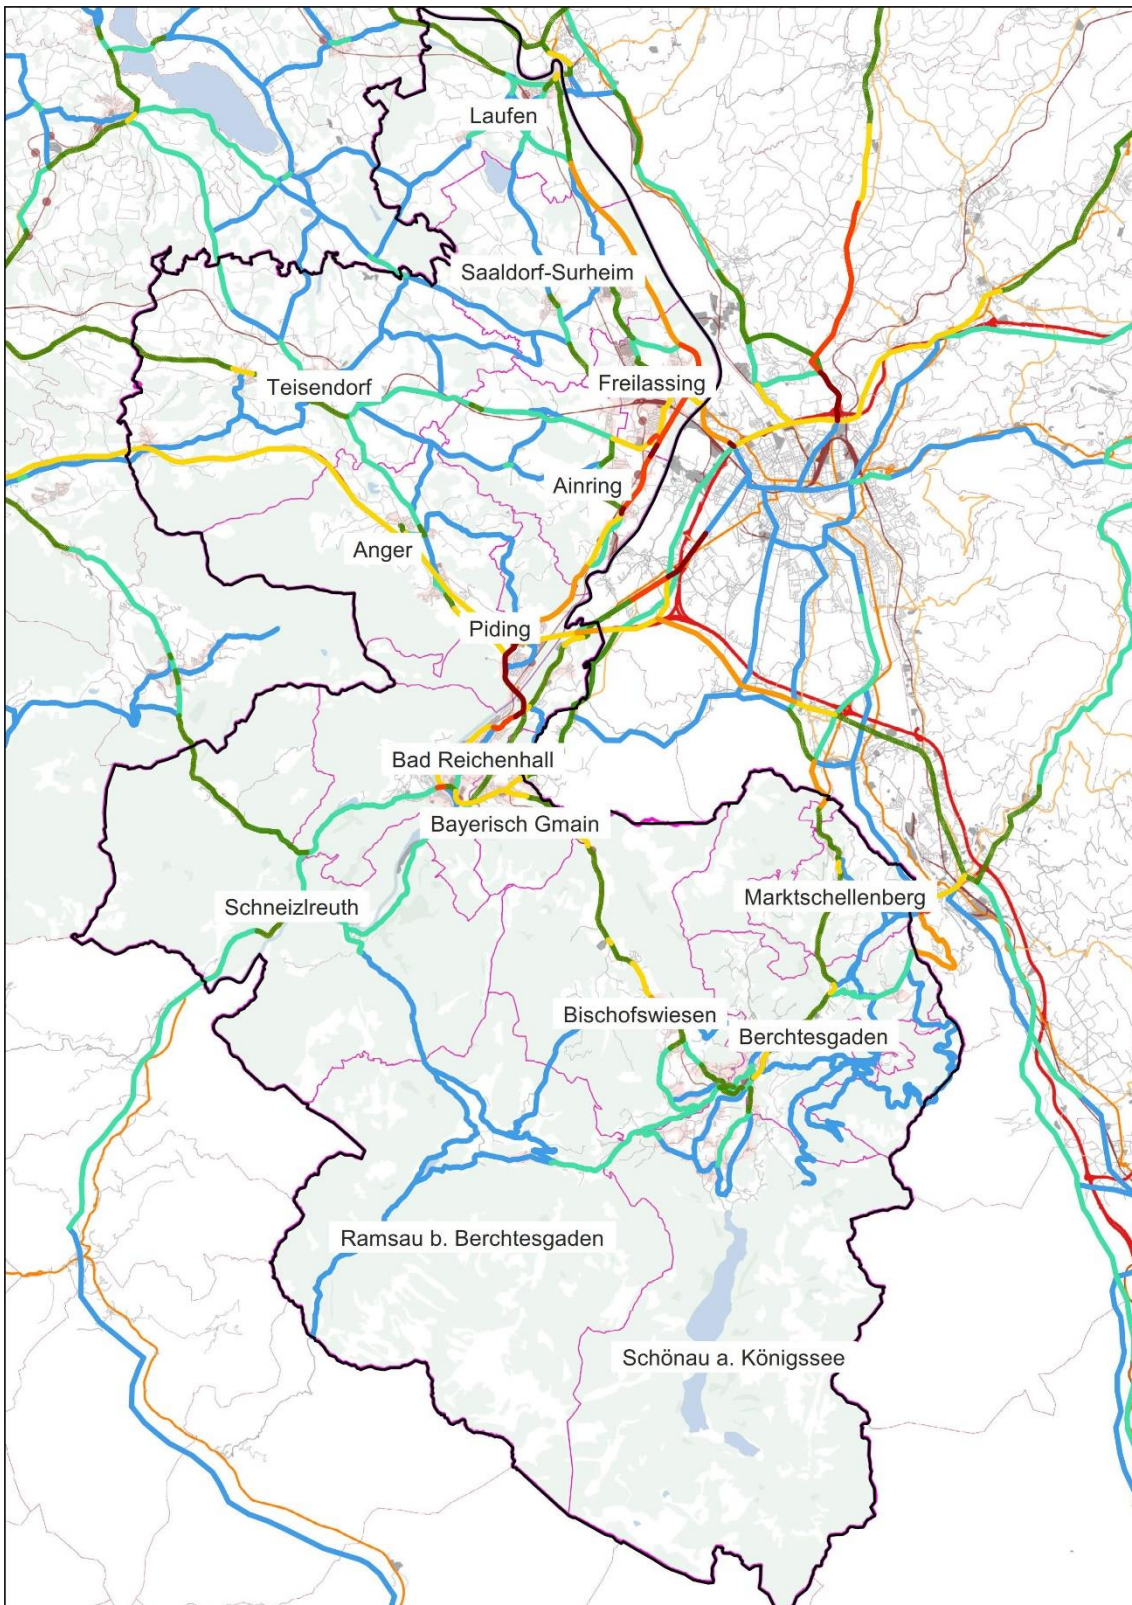 Laufen
Saaldorf-Surheim
Freilassing
Teisendorf
Ainring
Anger
Piding
Bad Reichenhall
Bayerisch Gmain
Marktschellenberg
Schneizlreuth
Bischofswiesen
Berchtesgaden
Ramsau b. Berchtesgaden
Schönau a. Königssee